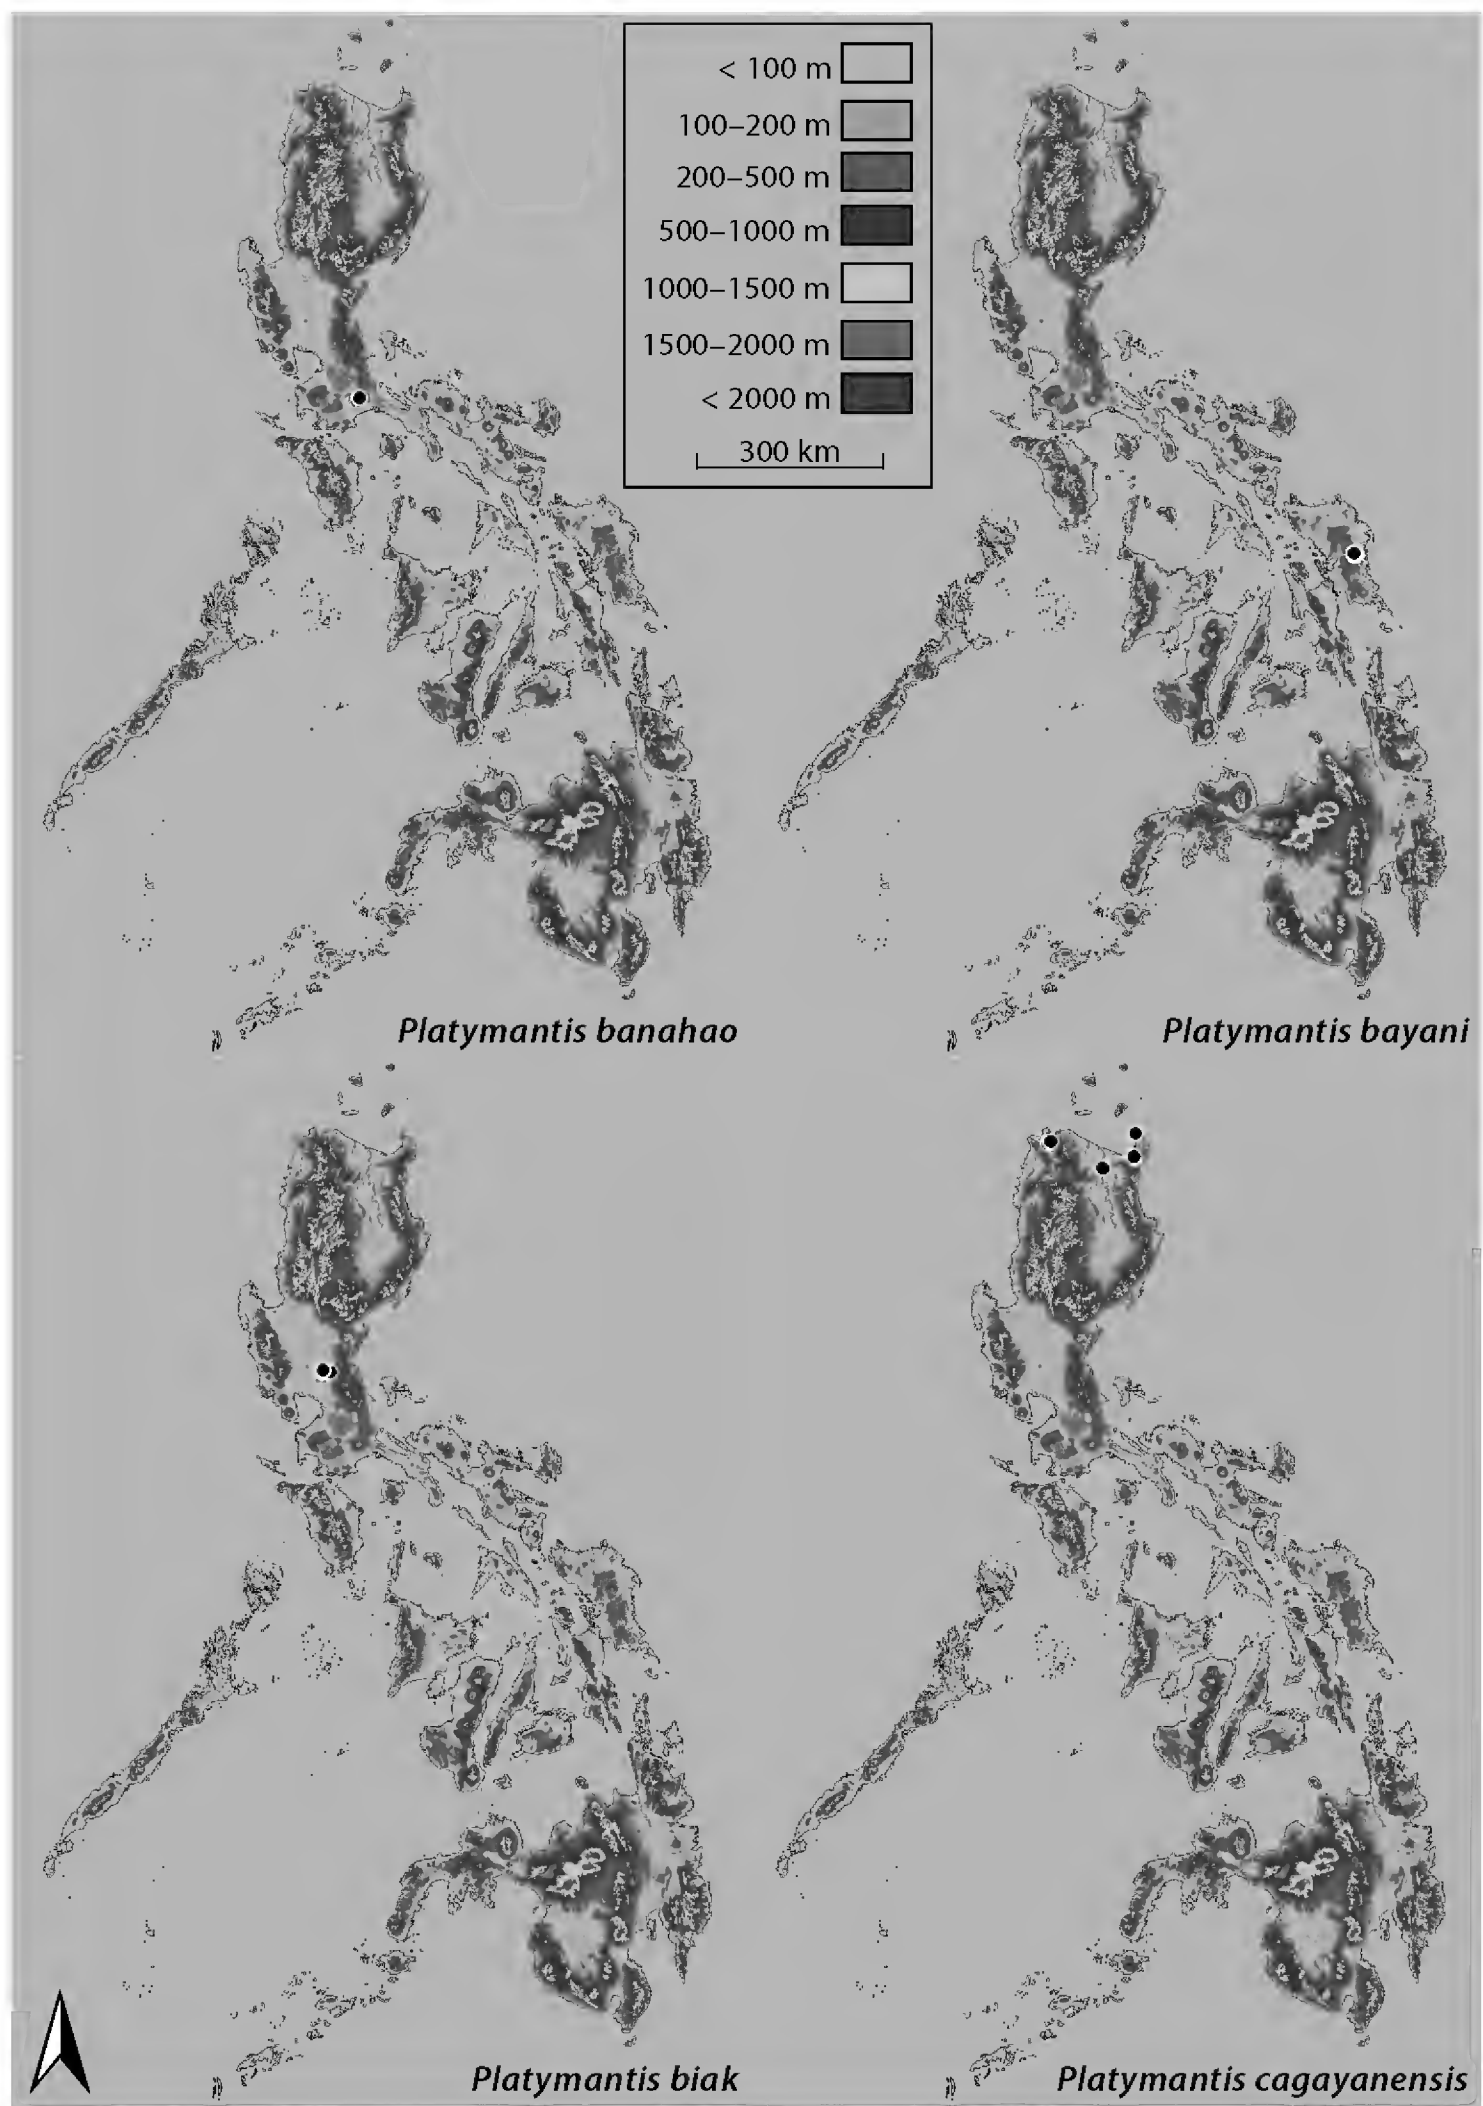 < 100 m
100–200 m
200–500 m
500–1000 m
1000–1500 m
1500–2000 m
< 2000 m
300 km
Platymantis banahao
Platymantis bayani
Platymantis biak
Platymantis cagayanensis